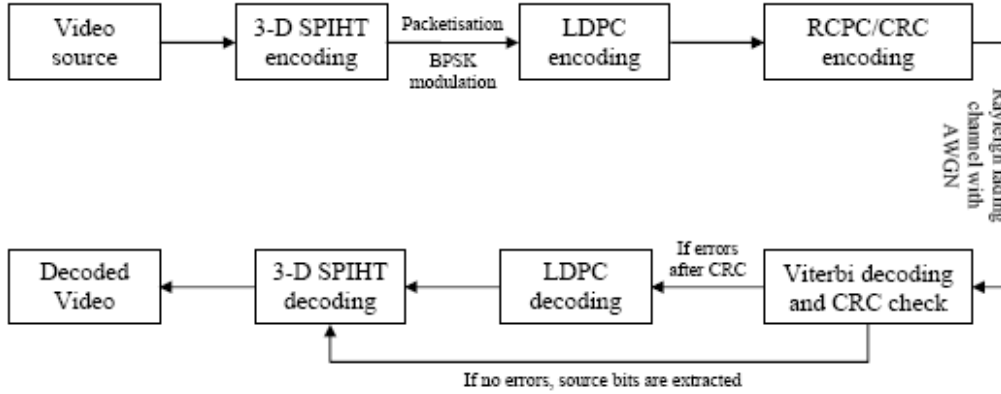 Video
source
3-D SPIHT
encoding
Packetisation
BPSK
modulation
LDPC
encoding
RCPC/CRC
encoding
Rayleigh fading
channel with
AWGN
Decoded
Video
3-D SPIHT
decoding
LDPC
decoding
If errors
after CRC
Viterbi decoding
and CRC check
If no errors, source bits are extracted